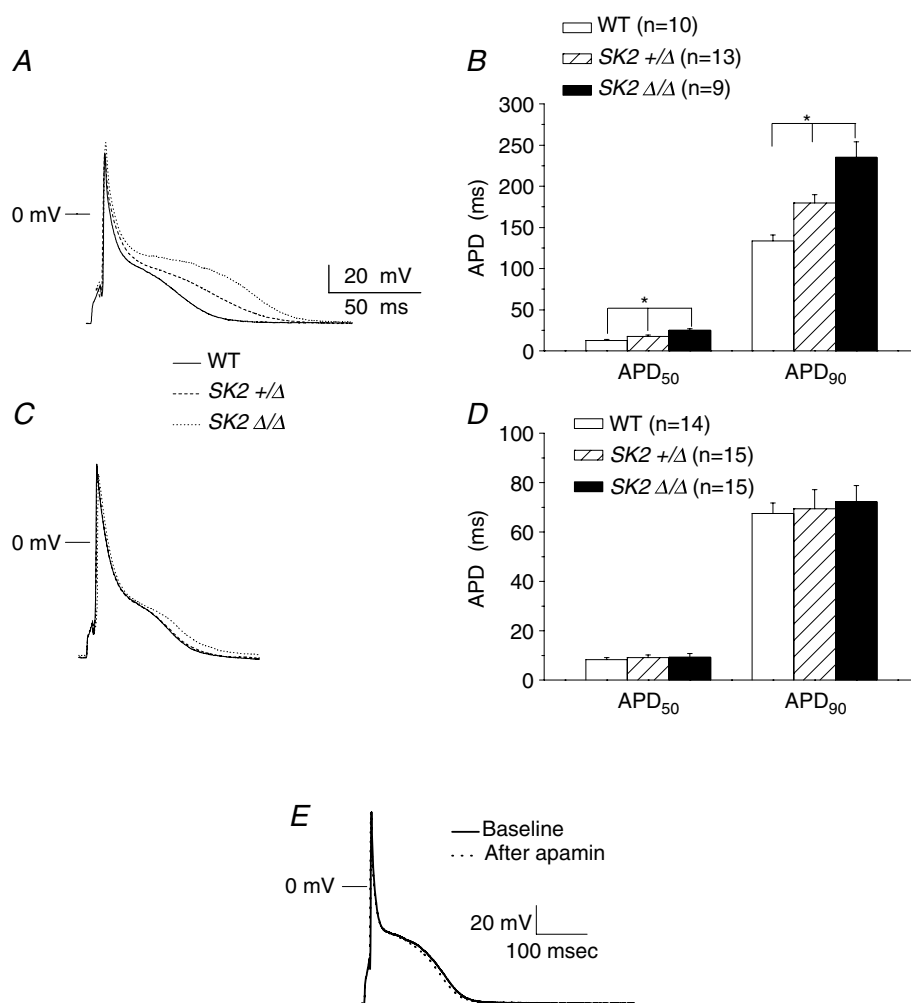 A
0 mV
20 mV
50 ms
WT
SK2 +/Δ
SK2 Δ/Δ
B
WT (n=10)
SK2 +/Δ (n=13)
SK2 Δ/Δ (n=9)
300
250
200
150
100
50
0
APD (ms)
*
*
APD50
APD90
C
0 mV
D
WT (n=14)
SK2 +/Δ (n=15)
SK2 Δ/Δ (n=15)
100
80
60
40
20
0
APD (ms)
APD50
APD90
E
Baseline
After apamin
0 mV
20 mV
100 msec